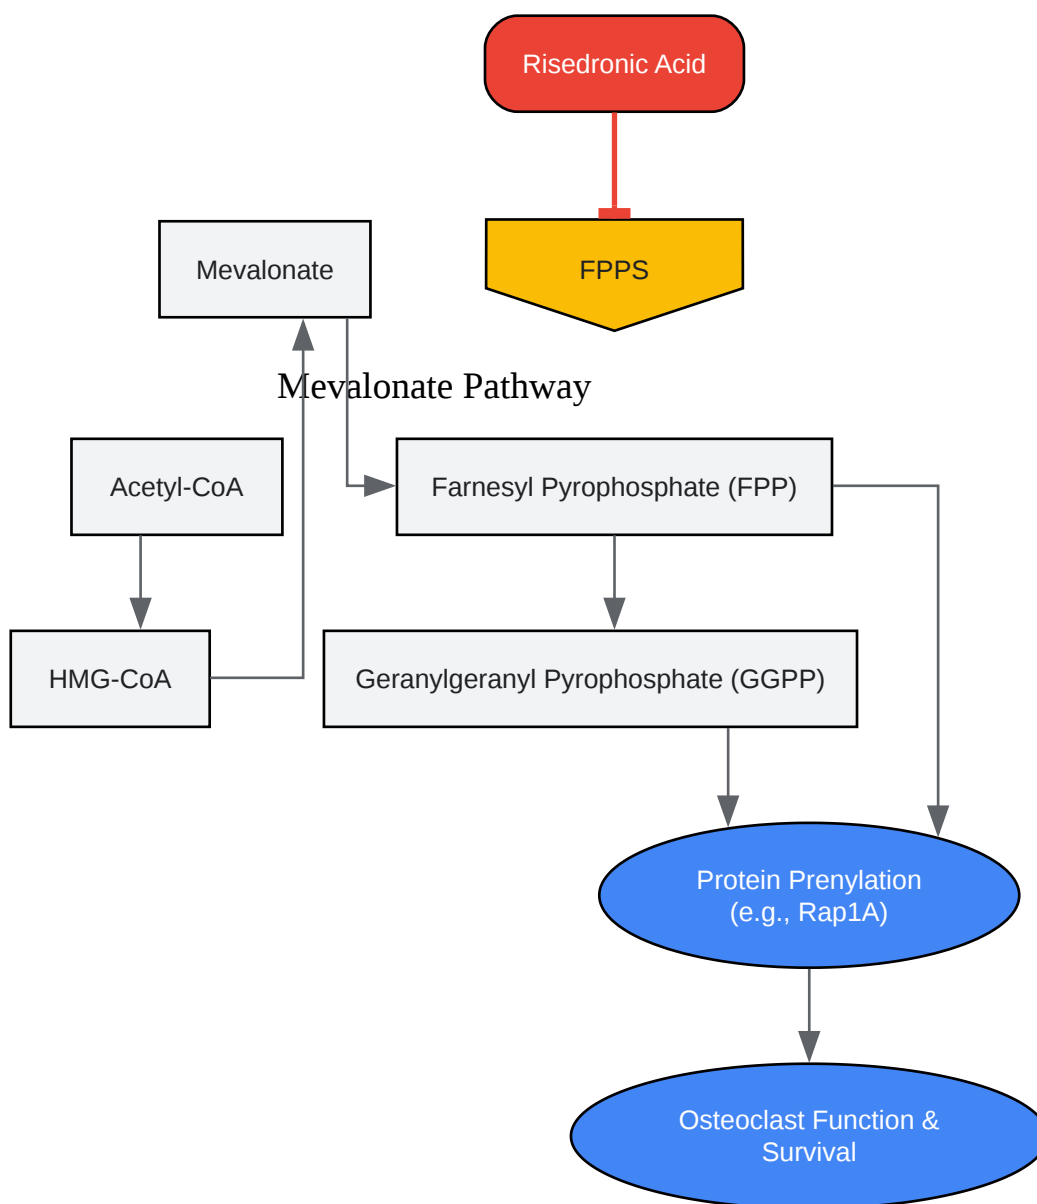 Risedronic Acid
Mevalonate
FPPS
Mevalonate Pathway
Acetyl-CoA
Farnesyl Pyrophosphate (FPP)
HMG-CoA
Geranylgeranyl Pyrophosphate (GGPP)
Protein Prenylation
(e.g., Rap1A)
Osteoclast Function &
Survival